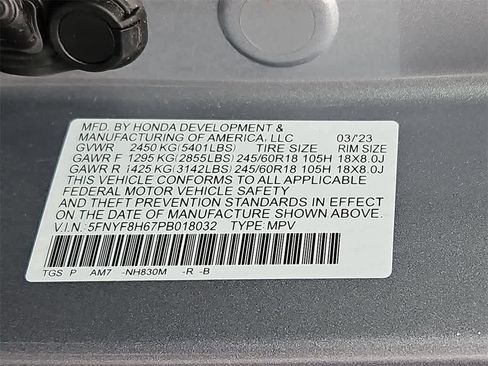 MFD. BY HONDA DEVELOPMENT &
MANUFACTURING OF AMERICA, LLC 03/'23
GVWR 2450 KG(5401LBS) TIRE SIZE RIM SIZE
GAWR F 1295 KG(2855LBS) 245/60R18 105H 18X8.0J
GAWR R 1425 KG(3142LBS) 245/60R18 105H 18X8.0J
THIS VEHICLE CONFORMS TO ALL APPLICABLE
FEDERAL MOTOR VEHICLE SAFETY
AND THEFT PREVENTION STANDARDS IN EFFECT
ON THE DATE OF MANUFACTURE SHOWN ABOVE.
V.I.N.: 5FNYF8H67PB018032 TYPE: MPV
TGS P AM7 -NH830M -R -B